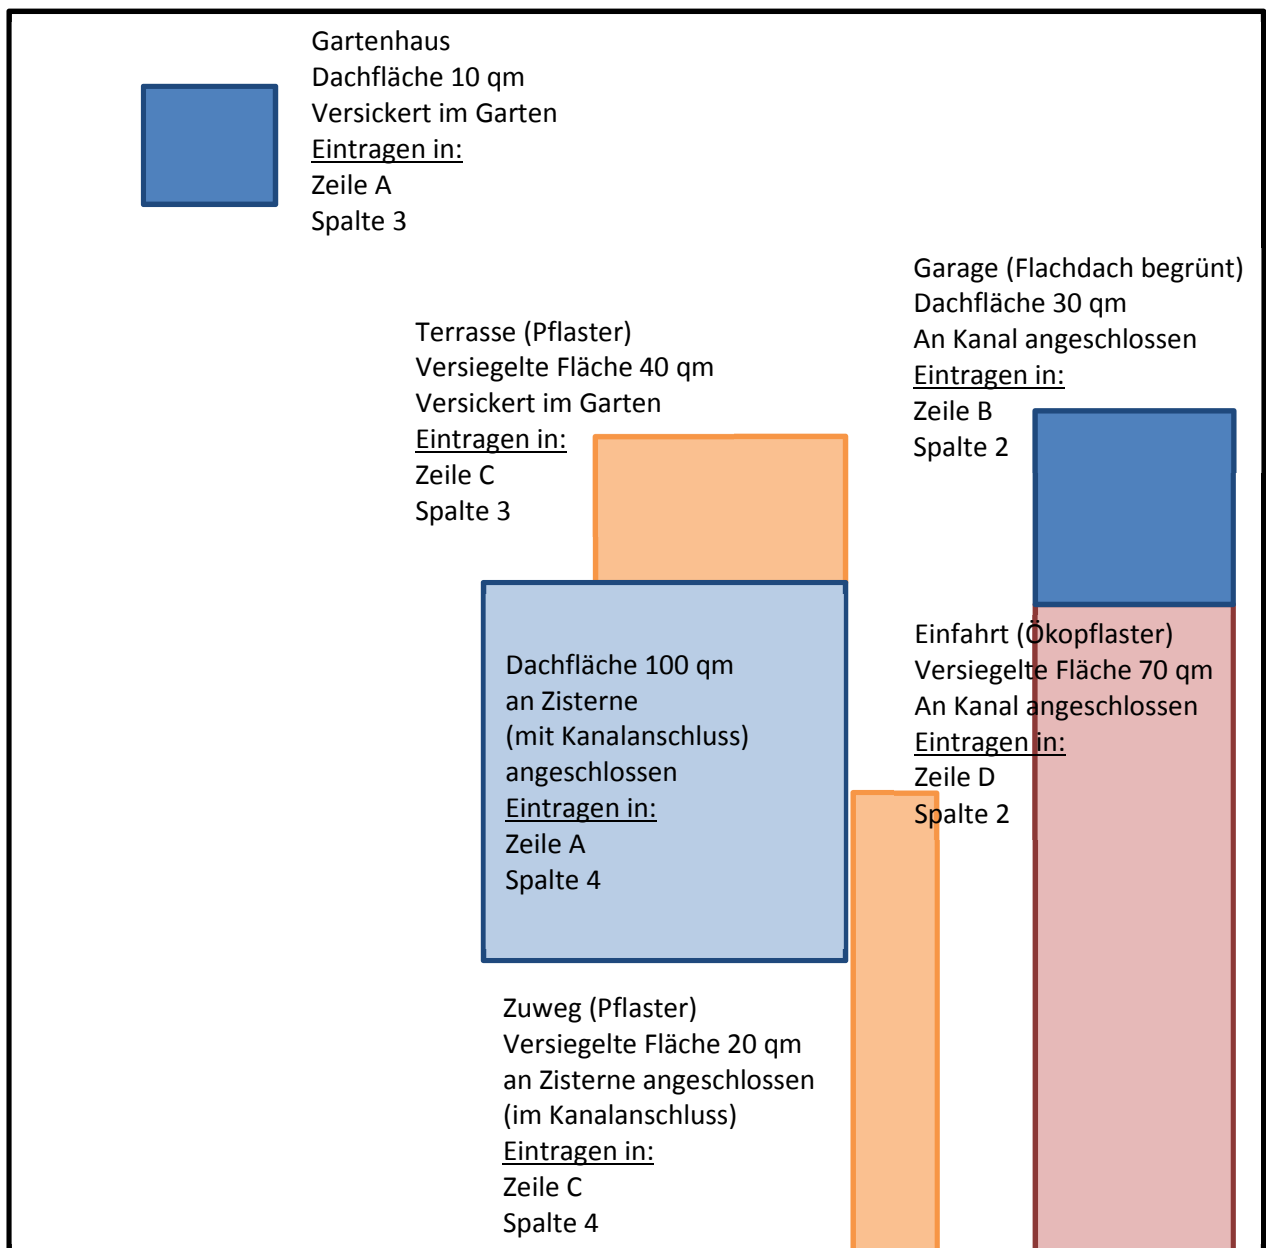 Gartenhaus
Dachfläche 10 qm
Versickert im Garten
Eintragen in:
Zeile A
Spalte 3
Garage (Flachdach begrünt)
Dachfläche 30 qm
An Kanal angeschlossen
Eintragen in:
Zeile B
Spalte 2
Terrasse (Pflaster)
Versiegelte Fläche 40 qm
Versickert im Garten
Eintragen in:
Zeile C
Spalte 3
Dachfläche 100 qm
an Zisterne
(mit Kanalanschluss)
angeschlossen
Eintragen in:
Zeile A
Spalte 4
Einfahrt (Ökopflaster)
Versiegelte Fläche 70 qm
An Kanal angeschlossen
Eintragen in:
Zeile D
Spalte 2
Zuweg (Pflaster)
Versiegelte Fläche 20 qm
an Zisterne angeschlossen
(im Kanalanschluss)
Eintragen in:
Zeile C
Spalte 4